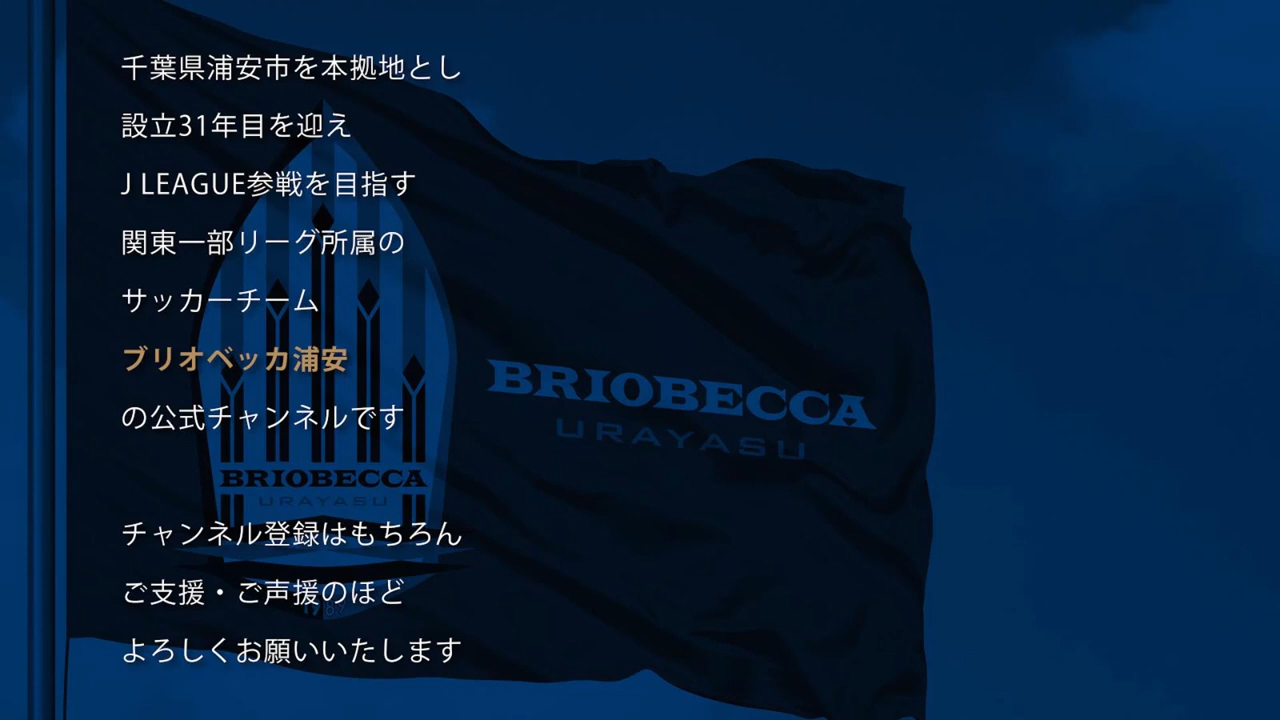 千葉県浦安市を本拠地とし
設立31年目を迎え
J LEAGUE参戦を目指す
関東一部リーグ所属の
サッカーチーム
ブリオベッカ浦安
の公式チャンネルです
BRIOBECCA
URAYASU
BRIOBECCA
URAYASU
チャンネル登録はもちろん
ご支援・ご声援のほど
よろしくお願いいたします